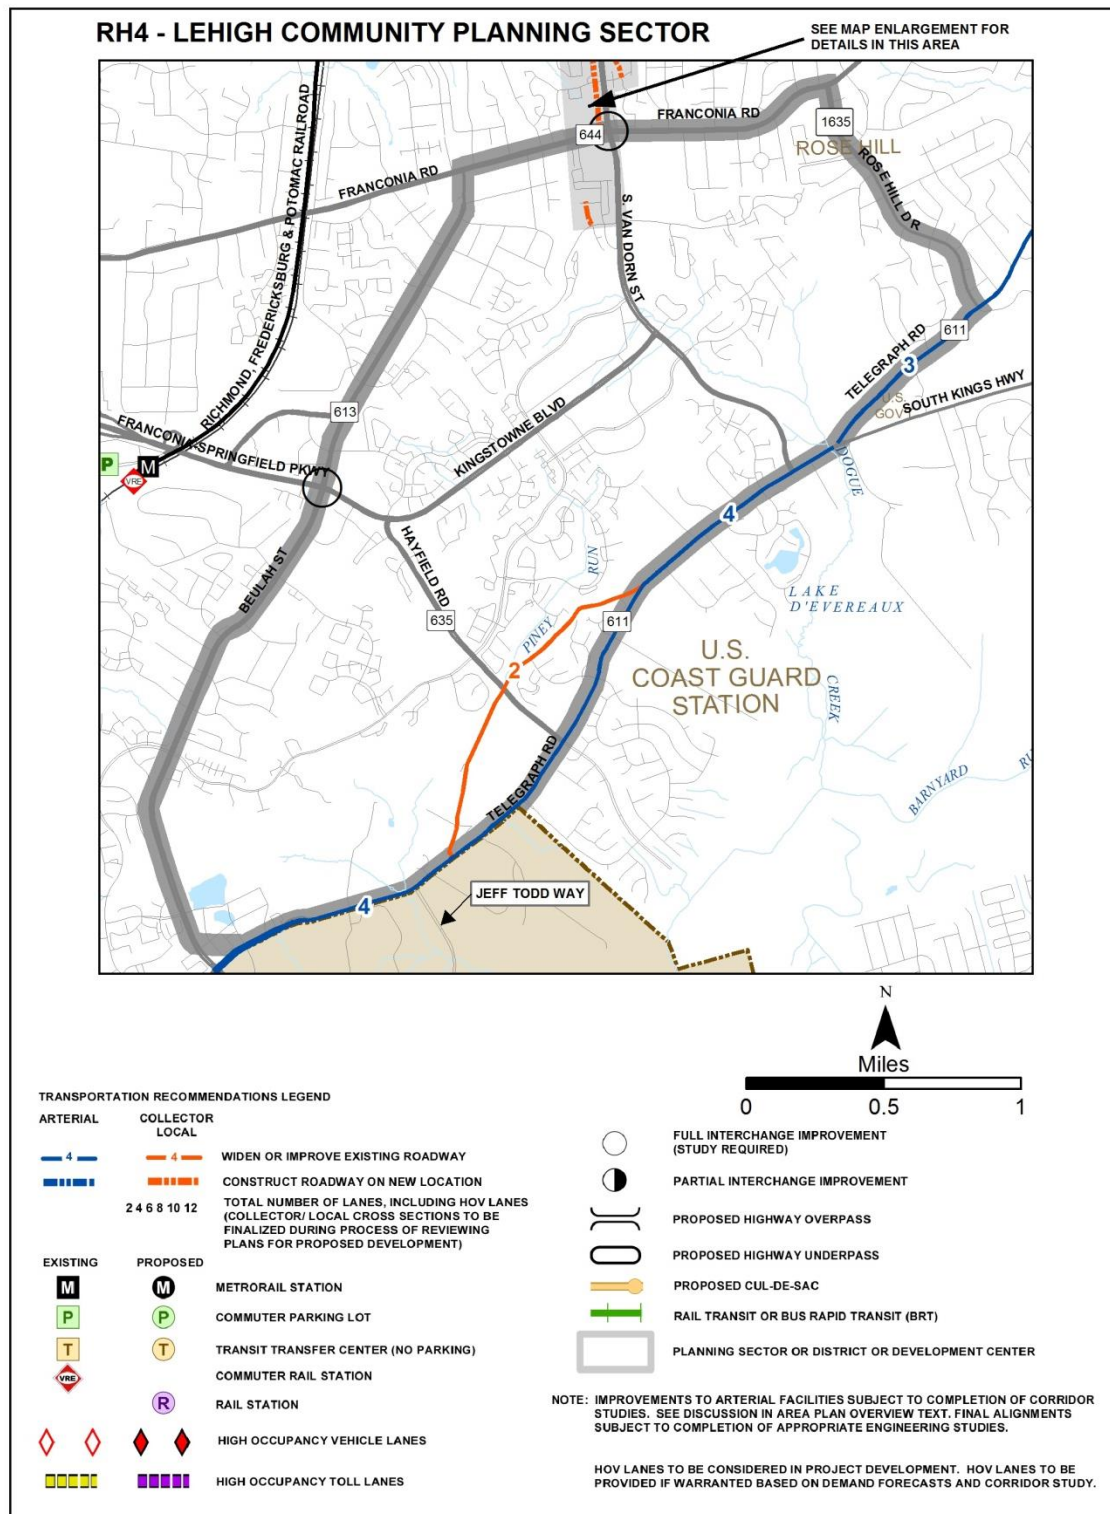 RH4 - LEHIGH COMMUNITY PLANNING SECTOR
SEE MAP ENLARGEMENT FOR
DETAILS IN THIS AREA
RICHMOND, FREDERICKSBURG & POTOMAC RAILROAD
FRANCONIA RD
644
FRANCONIA RD
1635
ROSE HILL
ROSE HILL DR
S. VAN DORN ST
611
TELEGRAPH RD
3
U.S.
GOV
SOUTH KINGS HWY
613
FRANCONIA-SPRINGFIELD PKWY
KINGSTOWNE BLVD
P
M
VRE
DOGUE
4
HAYFIELD RD
RUN
BEULAH ST
635
611
LAKE
D'EVEREAUX
PINEY
2
U.S.
COAST GUARD
STATION
CREEK
TELEGRAPH RD
BARNYARD
RU
JEFF TODD WAY
4
N
Miles
0 0.5 1
TRANSPORTATION RECOMMENDATIONS LEGEND
ARTERIAL
COLLECTOR
LOCAL
4 4 WIDEN OR IMPROVE EXISTING ROADWAY
CONSTRUCT ROADWAY ON NEW LOCATION
2 4 6 8 10 12 TOTAL NUMBER OF LANES, INCLUDING HOV LANES
(COLLECTOR/ LOCAL CROSS SECTIONS TO BE
FINALIZED DURING PROCESS OF REVIEWING
PLANS FOR PROPOSED DEVELOPMENT)
EXISTING PROPOSED
M M METRORAIL STATION
P P COMMUTER PARKING LOT
T T TRANSIT TRANSFER CENTER (NO PARKING)
VRE COMMUTER RAIL STATION
R RAIL STATION
HIGH OCCUPANCY VEHICLE LANES
HIGH OCCUPANCY TOLL LANES
FULL INTERCHANGE IMPROVEMENT
(STUDY REQUIRED)
PARTIAL INTERCHANGE IMPROVEMENT
PROPOSED HIGHWAY OVERPASS
PROPOSED HIGHWAY UNDERPASS
PROPOSED CUL-DE-SAC
RAIL TRANSIT OR BUS RAPID TRANSIT (BRT)
PLANNING SECTOR OR DISTRICT OR DEVELOPMENT CENTER
NOTE: IMPROVEMENTS TO ARTERIAL FACILITIES SUBJECT TO COMPLETION OF CORRIDOR
STUDIES. SEE DISCUSSION IN AREA PLAN OVERVIEW TEXT. FINAL ALIGNMENTS
SUBJECT TO COMPLETION OF APPROPRIATE ENGINEERING STUDIES.
HOV LANES TO BE CONSIDERED IN PROJECT DEVELOPMENT. HOV LANES TO BE
PROVIDED IF WARRANTED BASED ON DEMAND FORECASTS AND CORRIDOR STUDY.